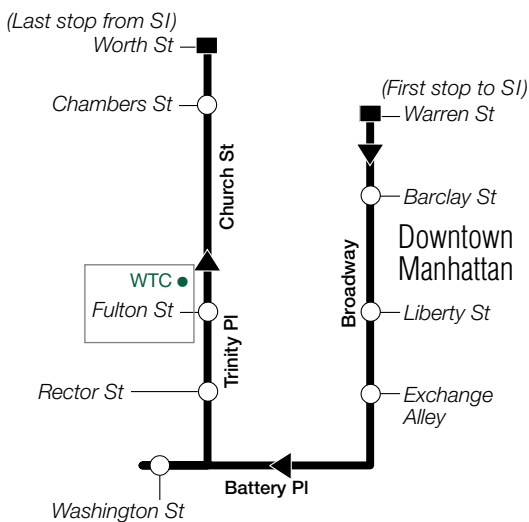 (Last stop from SI)
Worth St
Chambers St
Church St
WTC
Fulton St
Trinity Pl
Rector St
Washington St
Battery Pl
(First stop to SI)
Warren St
Barclay St
Broadway
Downtown
Manhattan
Liberty St
Exchange
Alley